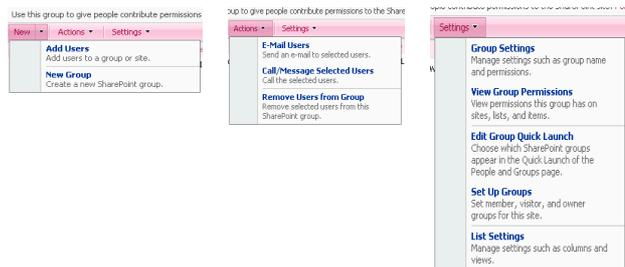 Use this group to give people contribute permissions
New
Actions
Settings
Add Users
Add users to a group or site.
New Group
Create a new SharePoint group.
to give people contribute permissions to the Share
Actions
Settings
E-Mail Users
Send an e-mail to selected users.
Call/Message Selected Users
Call the selected users.
Remove Users from Group
Remove selected users from this
SharePoint group.
Settings
Group Settings
Manage settings such as group name
and permissions.
View Group Permissions
View permissions this group has on
sites, lists, and items.
Edit Group Quick Launch
Choose which SharePoint groups
appear in the Quick Launch of the
People and Groups page.
Set Up Groups
Set member, visitor, and owner
groups for this site.
List Settings
Manage settings such as columns and
views.